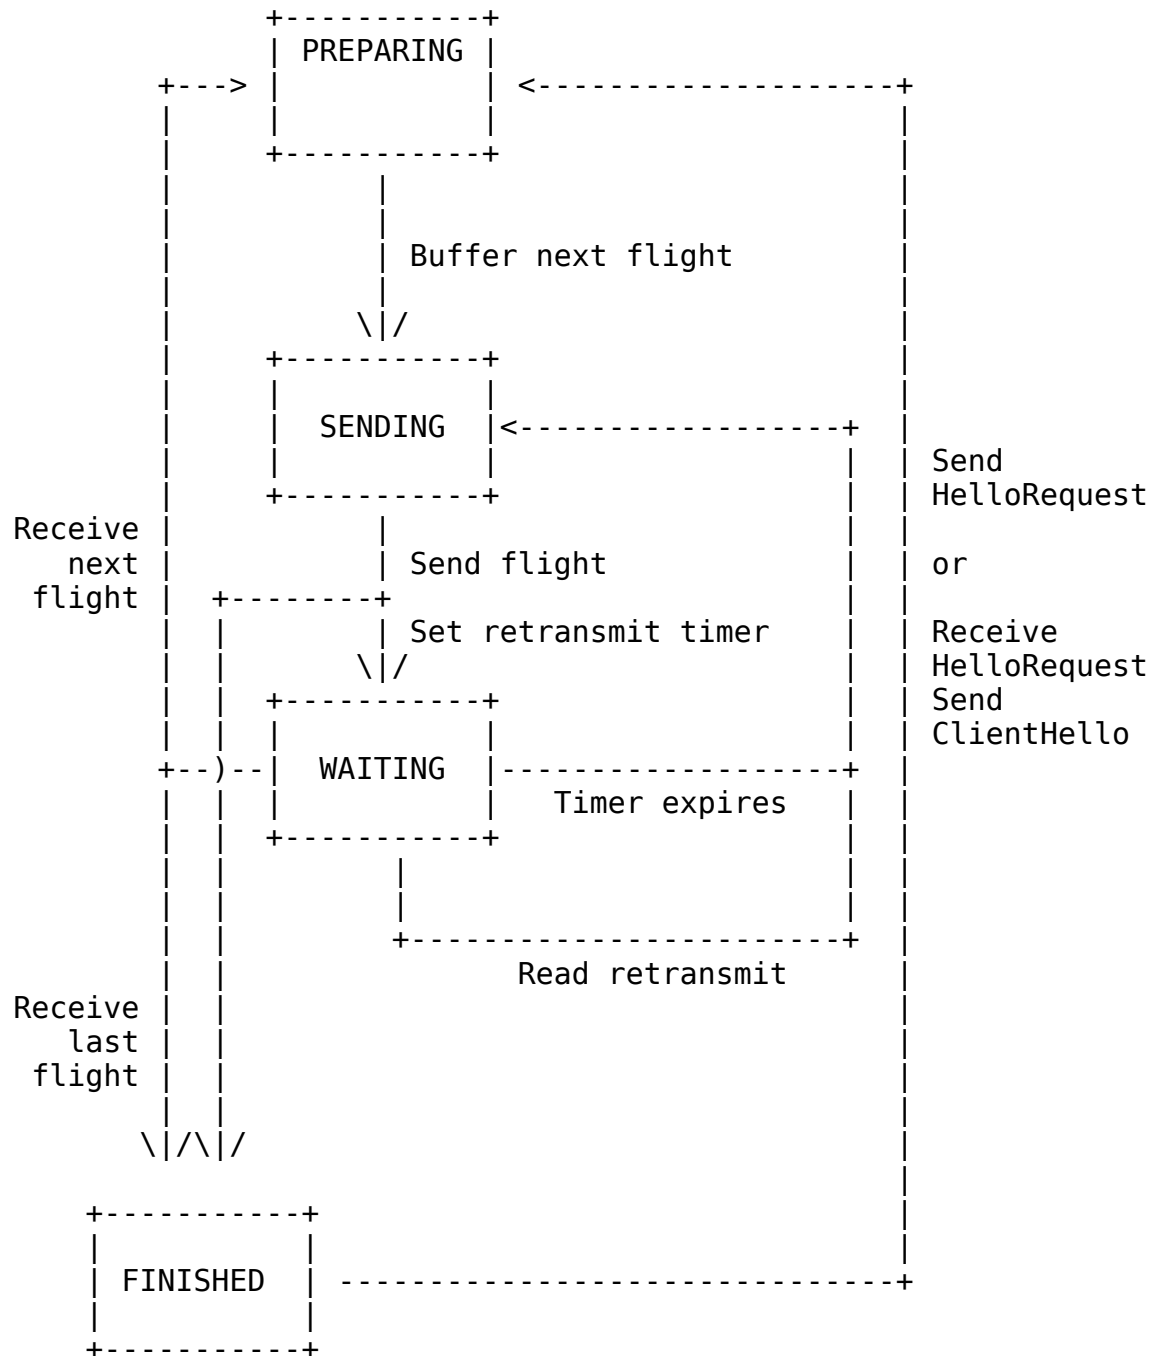 PREPARING
Buffer next flight
SENDING
Send
HelloRequest
Receive
next
Send flight
or
flight
Set retransmit timer
Receive
HelloRequest
Send
ClientHello
WAITING
Timer expires
Read retransmit
Receive
last
flight
FINISHED